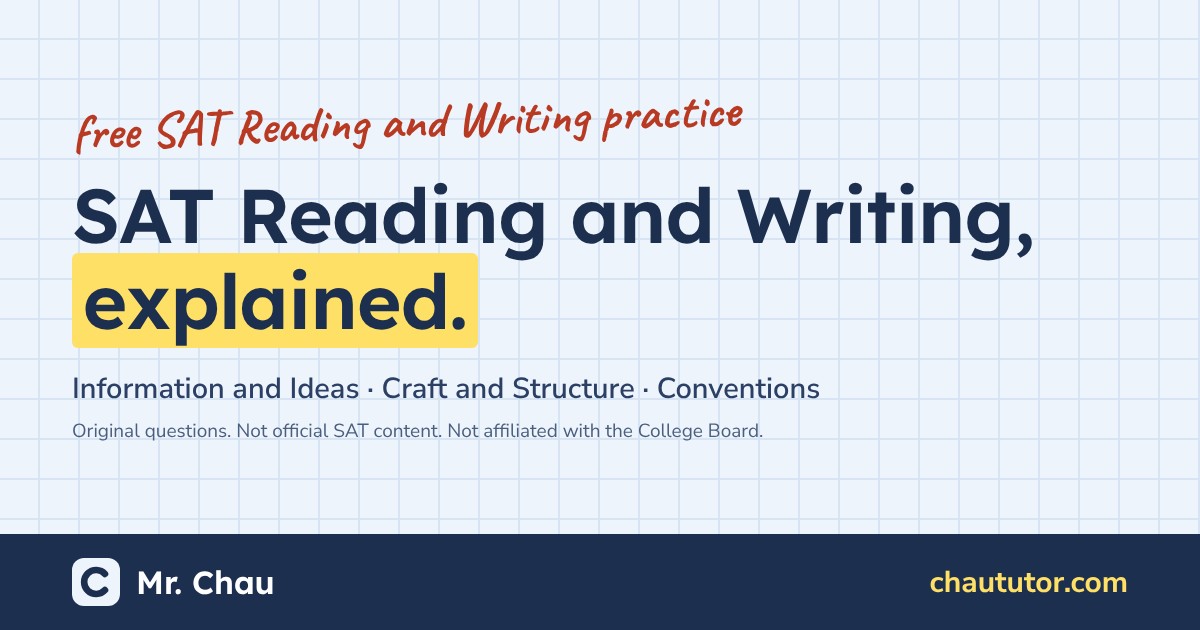 free SAT Reading and Writing practice
SAT Reading and Writing,
explained.
Information and Ideas · Craft and Structure · Conventions
Original questions. Not official SAT content. Not affiliated with the College Board.
C Mr. Chau
chaututor.com